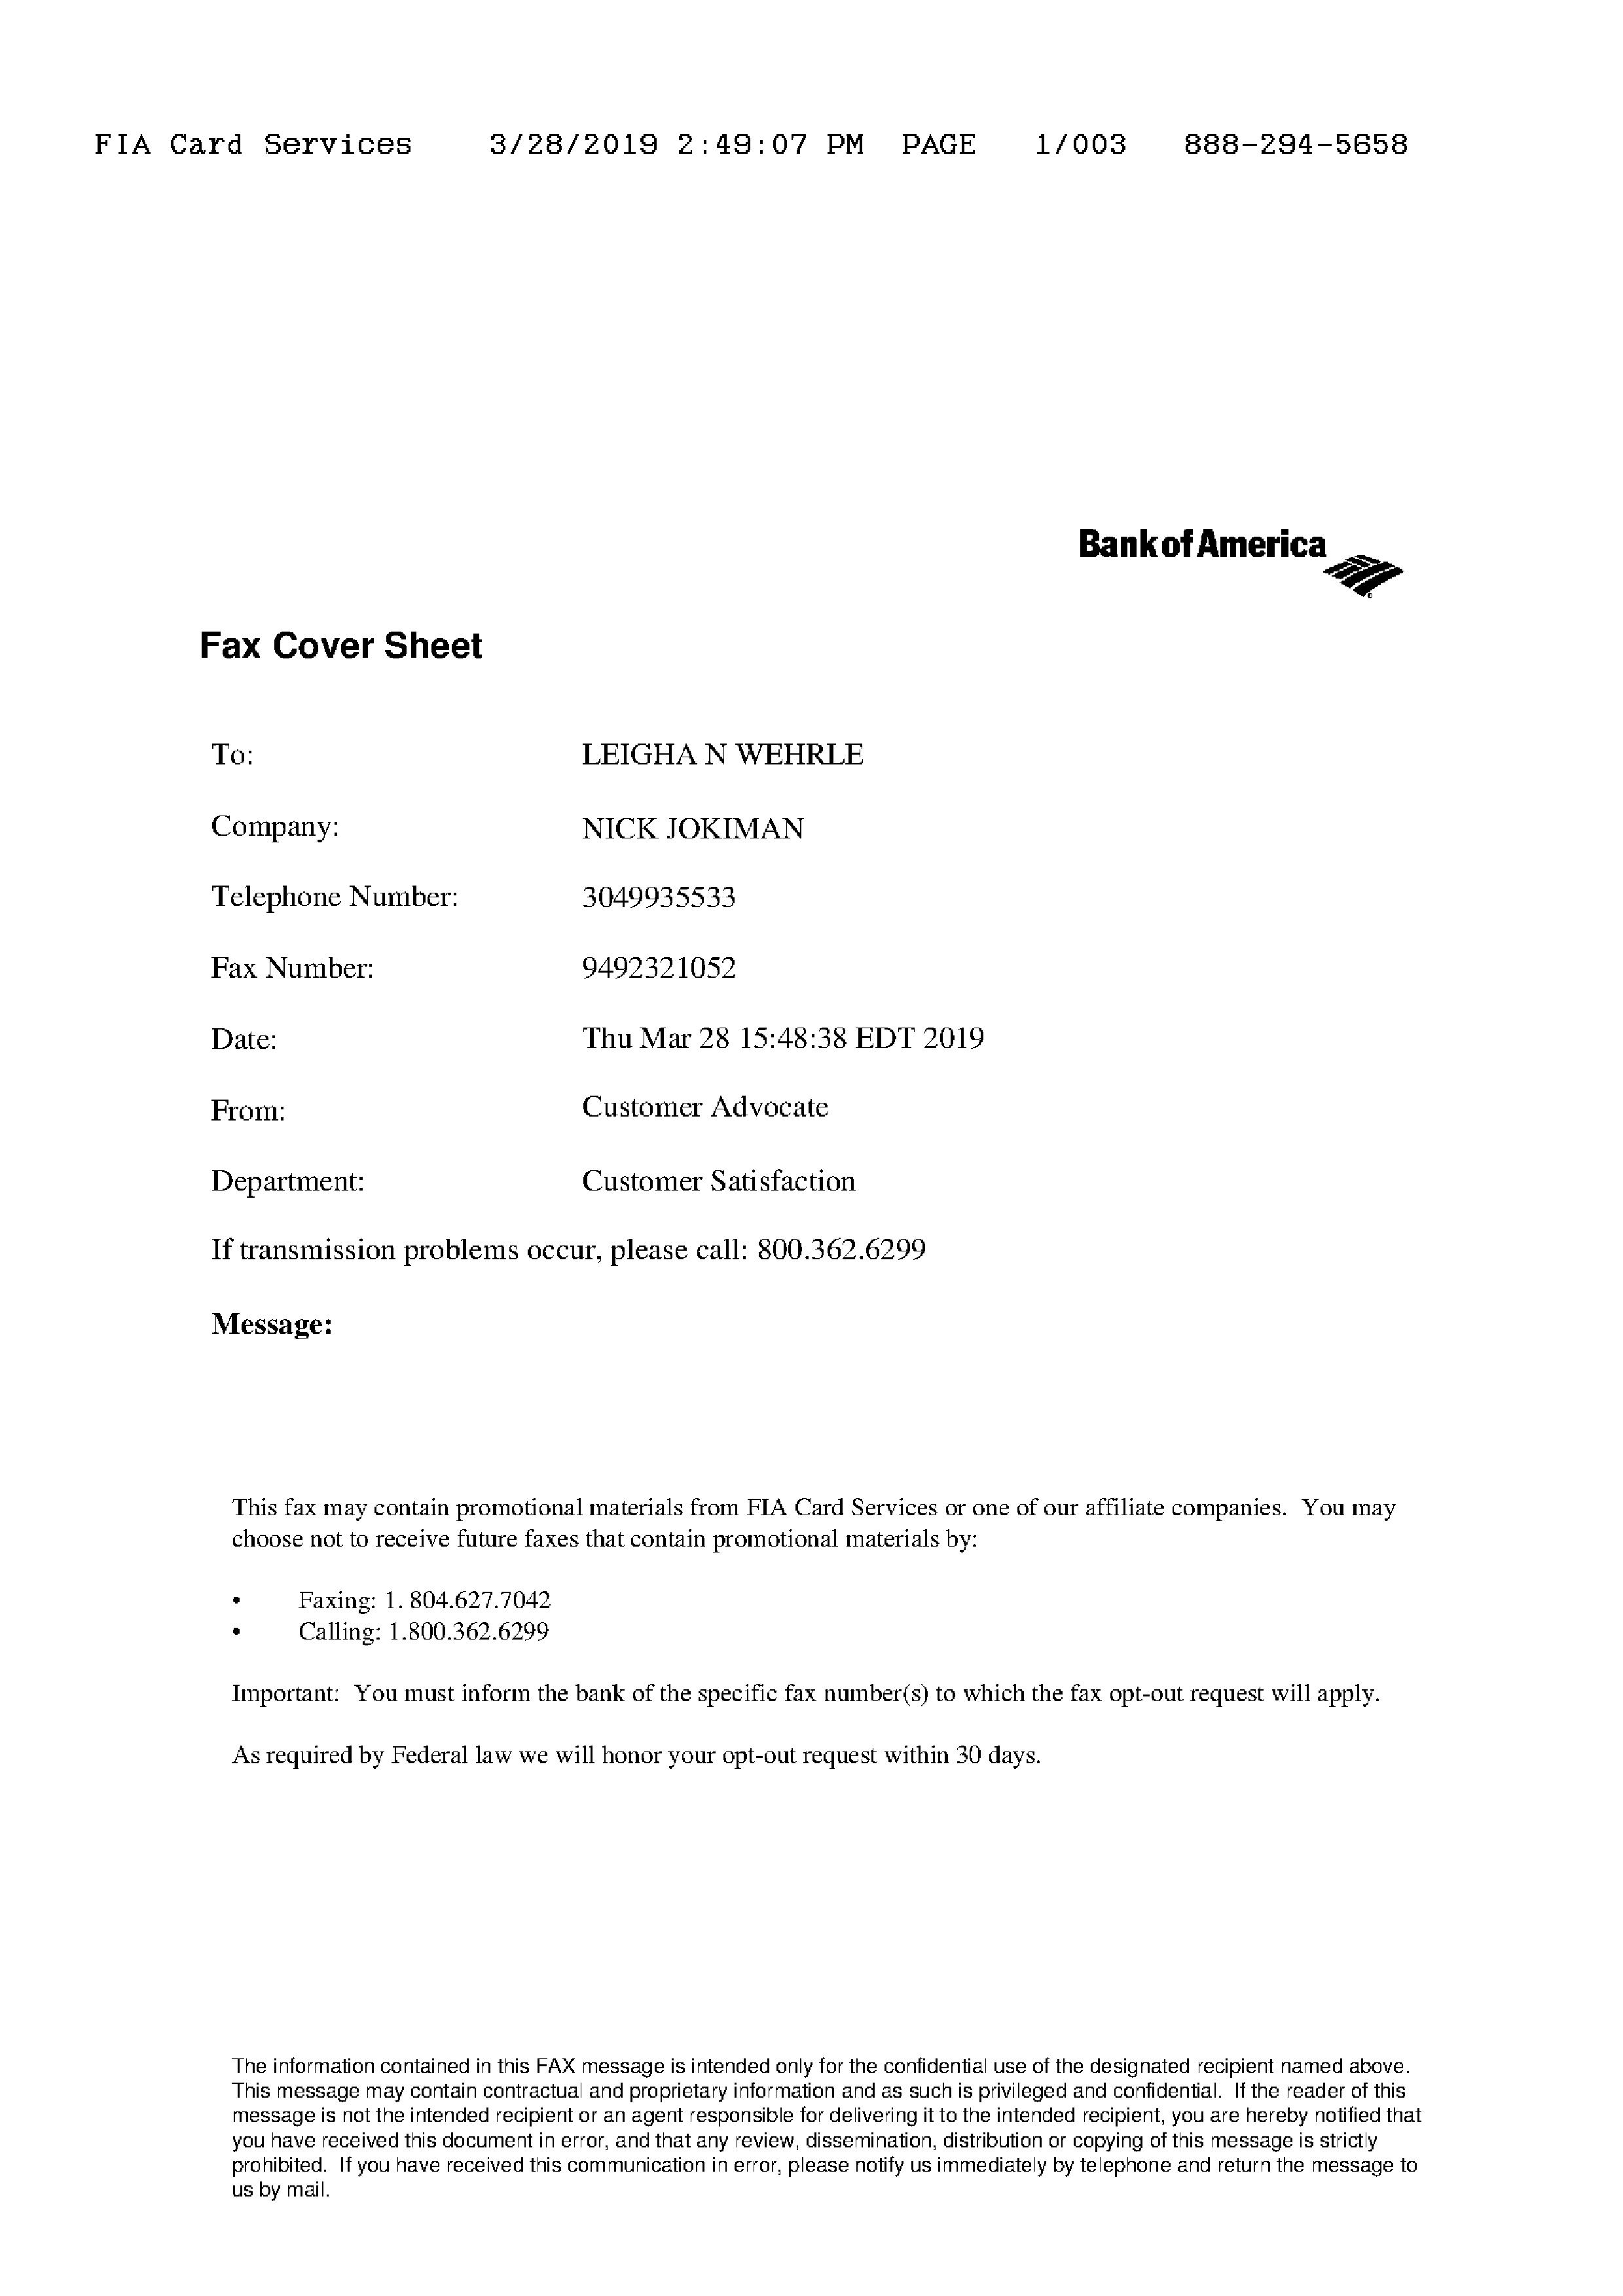 FIA Card Services 3/28/2019 2:49:07 PM PAGE 1/003 888-294-5658
Bank of America
Fax Cover Sheet
To: LEIGHA N WEHRLE
Company: NICK JOKIMAN
Telephone Number: 3049935533
Fax Number: 9492321052
Date: Thu Mar 28 15:48:38 EDT 2019
From: Customer Advocate
Department: Customer Satisfaction
If transmission problems occur, please call: 800.362.6299
Message:
This fax may contain promotional materials from FIA Card Services or one of our affiliate companies.  You may
choose not to receive future faxes that contain promotional materials by:
• Faxing: 1. 804.627.7042
• Calling: 1.800.362.6299
Important:  You must inform the bank of the specific fax number(s) to which the fax opt-out request will apply.
As required by Federal law we will honor your opt-out request within 30 days.
The information contained in this FAX message is intended only for the confidential use of the designated recipient named above.
This message may contain contractual and proprietary information and as such is privileged and confidential.  If the reader of this
message is not the intended recipient or an agent responsible for delivering it to the intended recipient, you are hereby notified that
you have received this document in error, and that any review, dissemination, distribution or copying of this message is strictly
prohibited.  If you have received this communication in error, please notify us immediately by telephone and return the message to
us by mail.